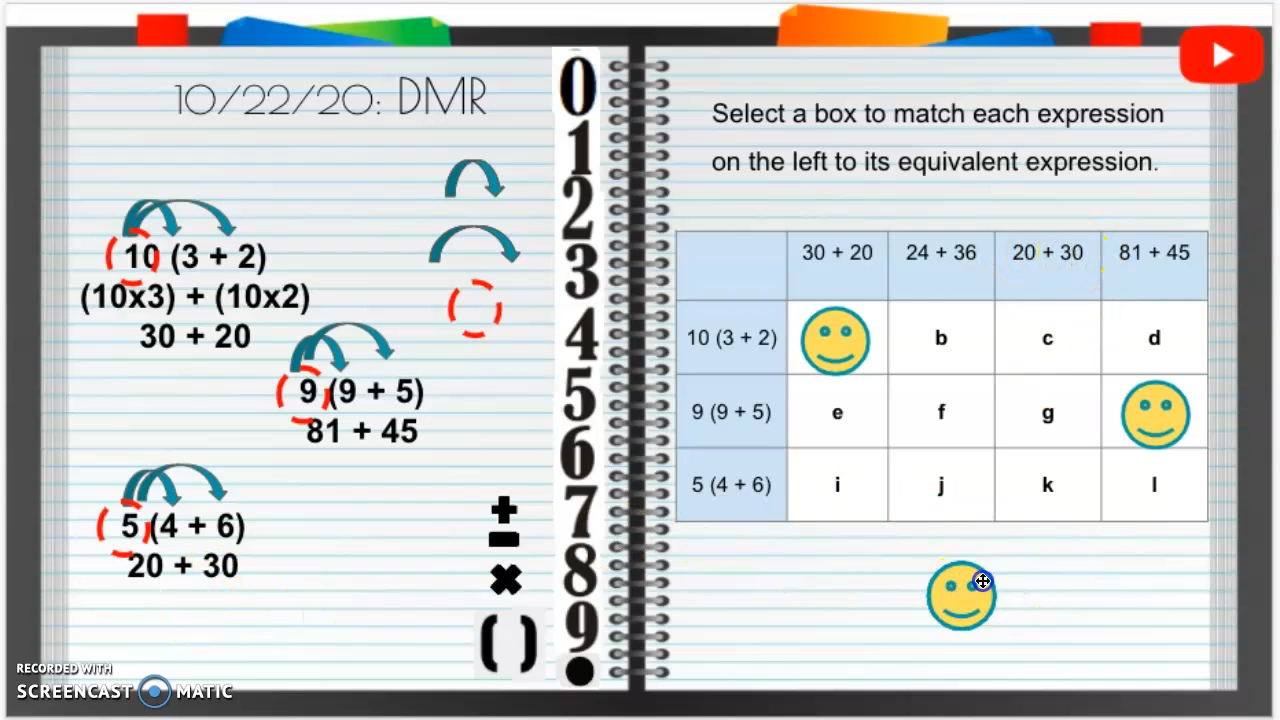 10/22/20: DMR
10 (3 + 2)
(10x3) + (10x2)
30 + 20
9 (9 + 5)
81 + 45
5 (4 + 6)
20 + 30
+
−
×
( )
0
1
2
3
4
5
6
7
8
9
.
Select a box to match each expression
on the left to its equivalent expression.
30 + 20 24 + 36 20 + 30 81 + 45
10 (3 + 2) b c d
9 (9 + 5) e f g
5 (4 + 6) i j k l
RECORDED WITH
SCREENCAST MATIC